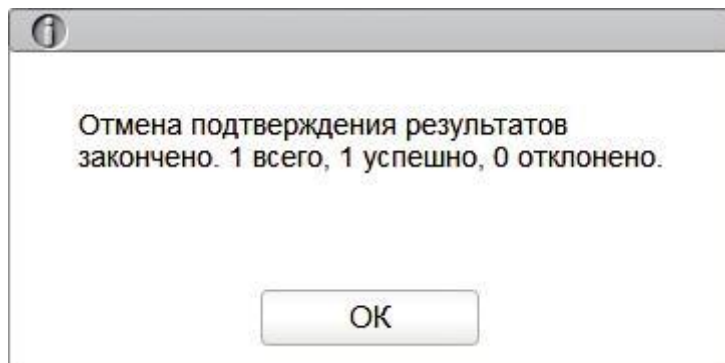 Отмена подтверждения результатов
закончено. 1 всего, 1 успешно, 0 отклонено.
ОК